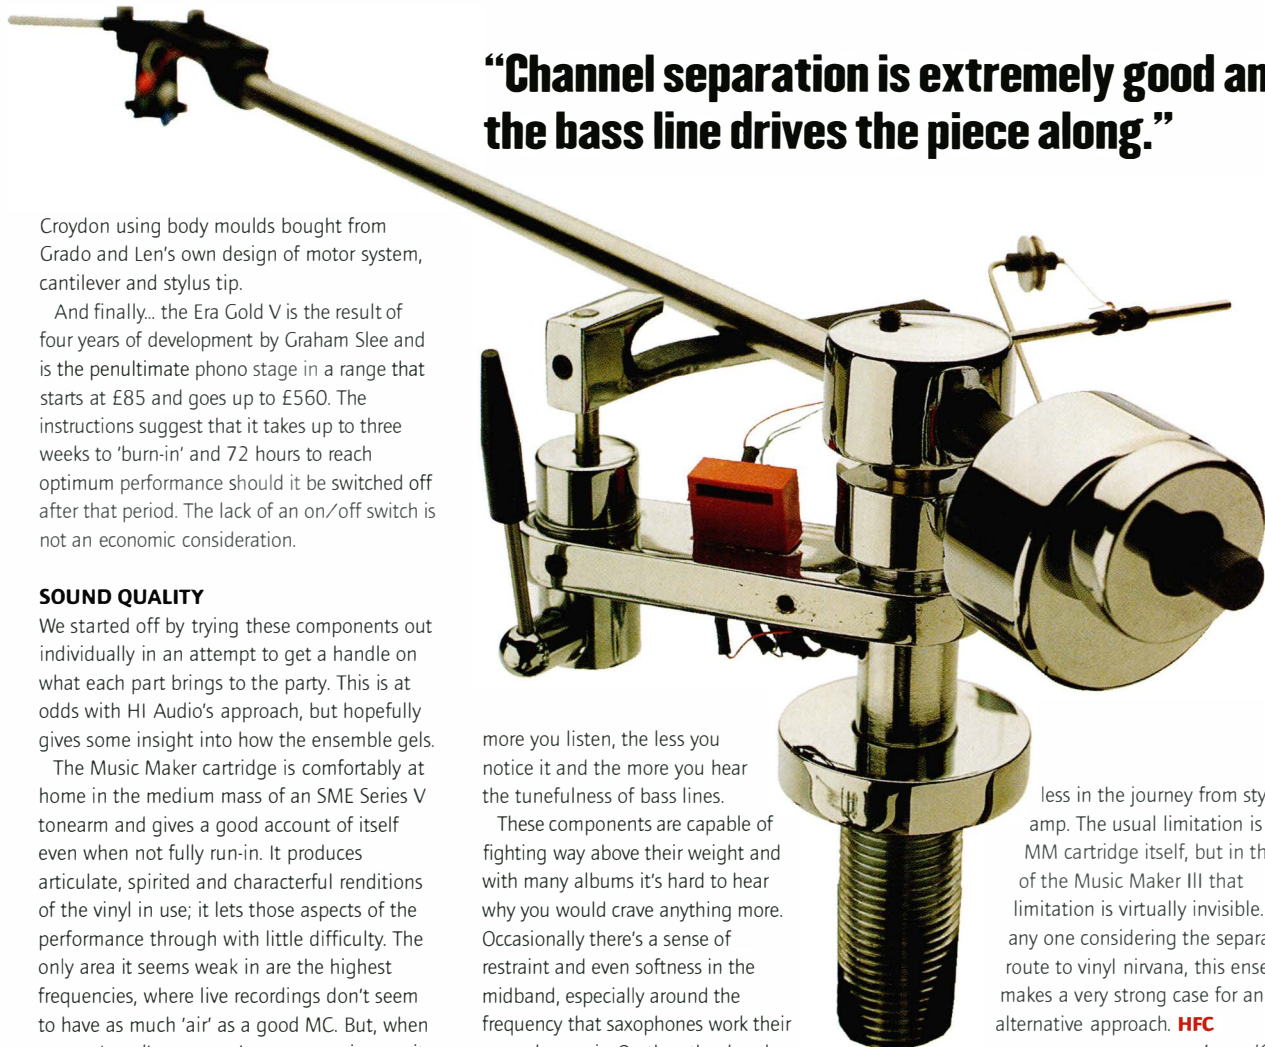 “Channel separation is extremely good an
the bass line drives the piece along.”
Croydon using body moulds bought from
Grado and Len's own design of motor system,
cantilever and stylus tip.
And finally... the Era Gold V is the result of
four years of development by Graham Slee and
is the penultimate phono stage in a range that
starts at £85 and goes up to £560. The
instructions suggest that it takes up to three
weeks to 'burn-in' and 72 hours to reach
optimum performance should it be switched off
after that period. The lack of an on/off switch is
not an economic consideration.
SOUND QUALITY
We started off by trying these components out
individually in an attempt to get a handle on
what each part brings to the party. This is at
odds with HI Audio's approach, but hopefully
gives some insight into how the ensemble gels.
The Music Maker cartridge is comfortably at
home in the medium mass of an SME Series V
tonearm and gives a good account of itself
even when not fully run-in. It produces
articulate, spirited and characterful renditions
of the vinyl in use; it lets those aspects of the
performance through with little difficulty. The
only area it seems weak in are the highest
frequencies, where live recordings don't seem
to have as much 'air' as a good MC. But, when
more you listen, the less you
notice it and the more you hear
the tunefulness of bass lines.
These components are capable of
fighting way above their weight and
with many albums it's hard to hear
why you would crave anything more.
Occasionally there's a sense of
restraint and even softness in the
midband, especially around the
frequency that saxophones work their
less in the journey from sty
amp. The usual limitation is
MM cartridge itself, but in th
of the Music Maker III that
limitation is virtually invisible.
any one considering the separa
route to vinyl nirvana, this ense
makes a very strong case for an
alternative approach. HFC